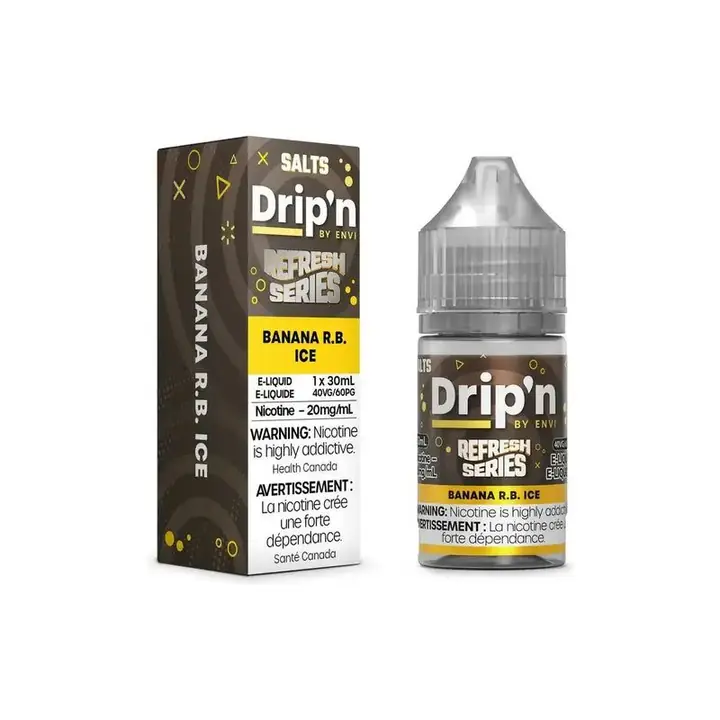 BANANA R.B. ICE
SALTS
Drip'n
BY ENVI
REFRESH
SERIES
BANANA R.B.
ICE
E-LIQUID 1 x 30mL
E-LIQUIDE 40VG/60PG
Nicotine – 20mg/mL
WARNING: Nicotine
is highly addictive.
Health Canada
AVERTISSEMENT :
La nicotine crée
une forte
dépendance.
Santé Canada
Drip'n
BY ENVI
REFRESH
SERIES
BANANA R.B. ICE
WARNING: Nicotine is highly addictive
AVERTISSEMENT : La nicotine crée
une forte dépendance.